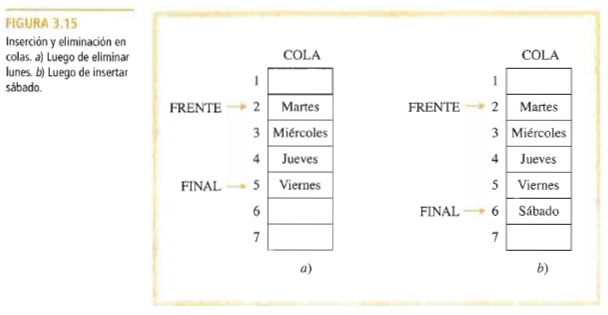 FIGURA 3.15
Inserción y eliminación en
colas. a) Luego de eliminar
lunes. b) Luego de insertar
sábado.
COLA
1
FRENTE → 2 Martes
3 Miércoles
4 Jueves
FINAL → 5 Viernes
6
7
a)
COLA
1
FRENTE → 2 Martes
3 Miércoles
4 Jueves
5 Viernes
FINAL → 6 Sábado
7
b)